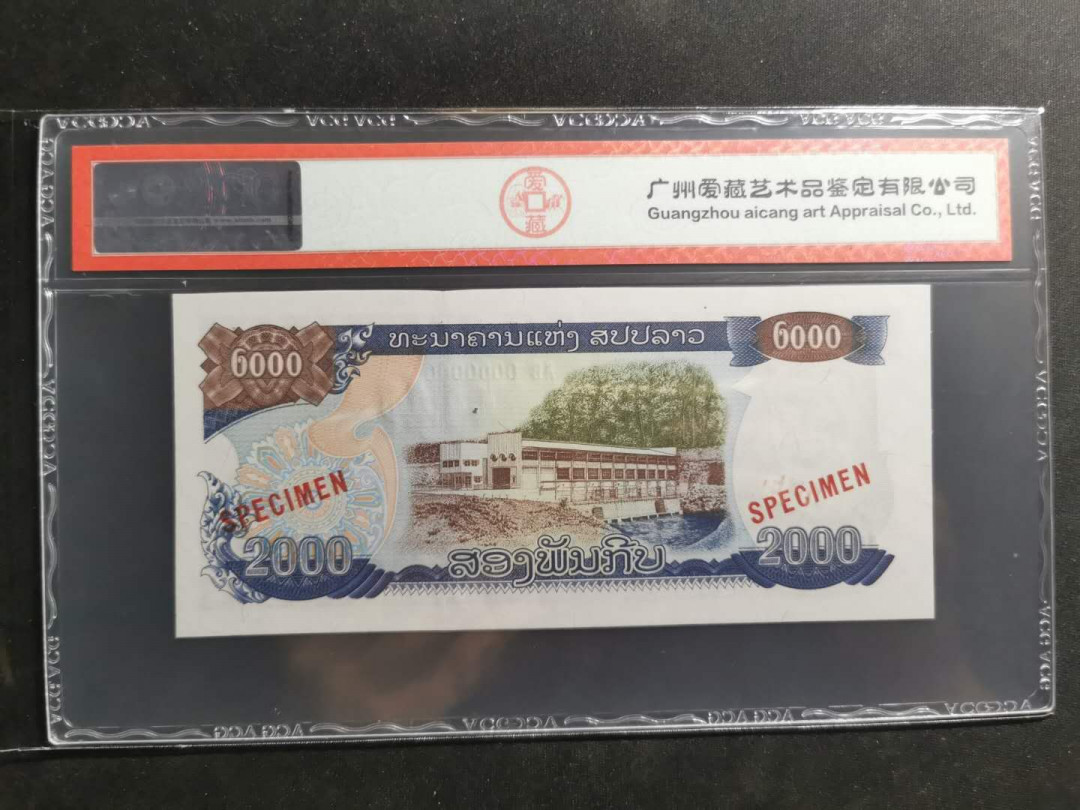 爱藏
广州爱藏艺术品鉴定有限公司
Guangzhou aicang art Appraisal Co., Ltd.
໒໐໐໐
ທະນາຄານແຫ່ງ ສປປລາວ
໒໐໐໐
SPECIMEN
SPECIMEN
2000
ສອງພັນກີບ
2000